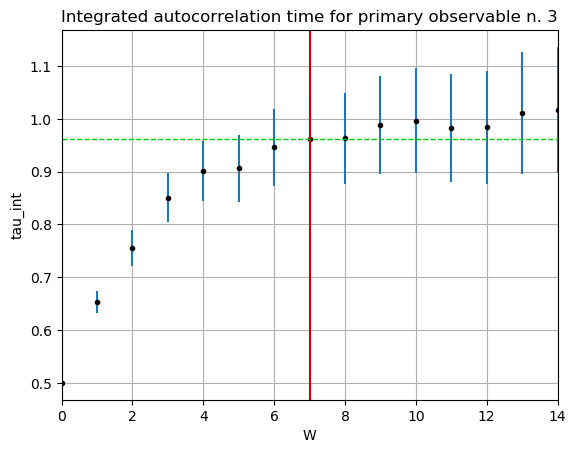 Integrated autocorrelation time for primary observable n. 3
1.1
1.0
0.9
0.8
0.7
0.6
0.5
tau_int
0 2 4 6 8 10 12 14
W